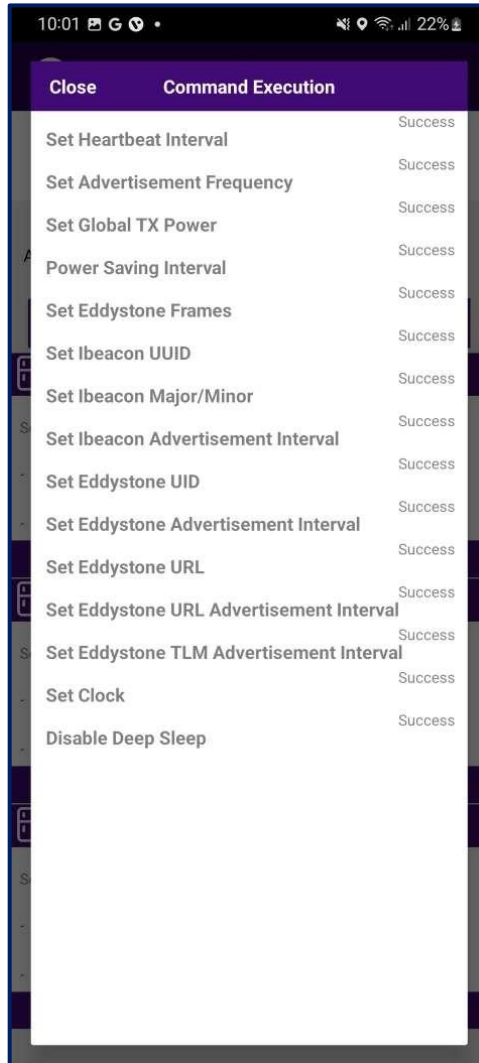 10:01 G
22%
Close Command Execution
Success
Set Heartbeat Interval
Success
Set Advertisement Frequency
Success
Set Global TX Power
Success
Power Saving Interval
Success
Set Eddystone Frames
Success
Set Ibeacon UUID
Success
Set Ibeacon Major/Minor
Success
Set Ibeacon Advertisement Interval
Success
Set Eddystone UID
Success
Set Eddystone Advertisement Interval
Success
Set Eddystone URL
Success
Set Eddystone URL Advertisement Interval
Success
Set Eddystone TLM Advertisement Interval
Success
Set Clock
Success
Disable Deep Sleep